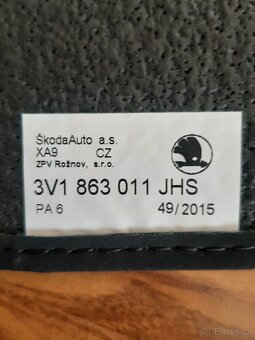 ŠkodaAuto a.s.
XA9 CZ
ZPV Rožnov, s.r.o.
3V1 863 011 JHS
PA 6 49/2015